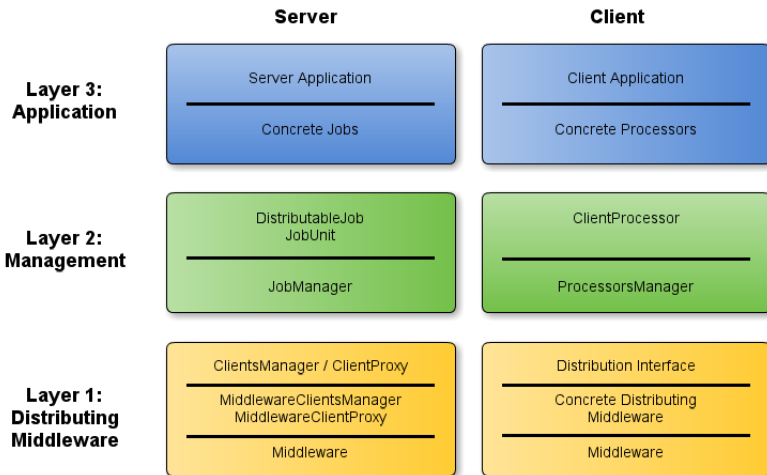 Server
Client
Layer 3:
Application
Server Application
Concrete Jobs
Client Application
Concrete Processors
Layer 2:
Management
DistributableJob
JobUnit
JobManager
ClientProcessor
ProcessorsManager
Layer 1:
Distributing
Middleware
ClientsManager / ClientProxy
MiddlewareClientsManager
MiddlewareClientProxy
Middleware
Distribution Interface
Concrete Distributing
Middleware
Middleware